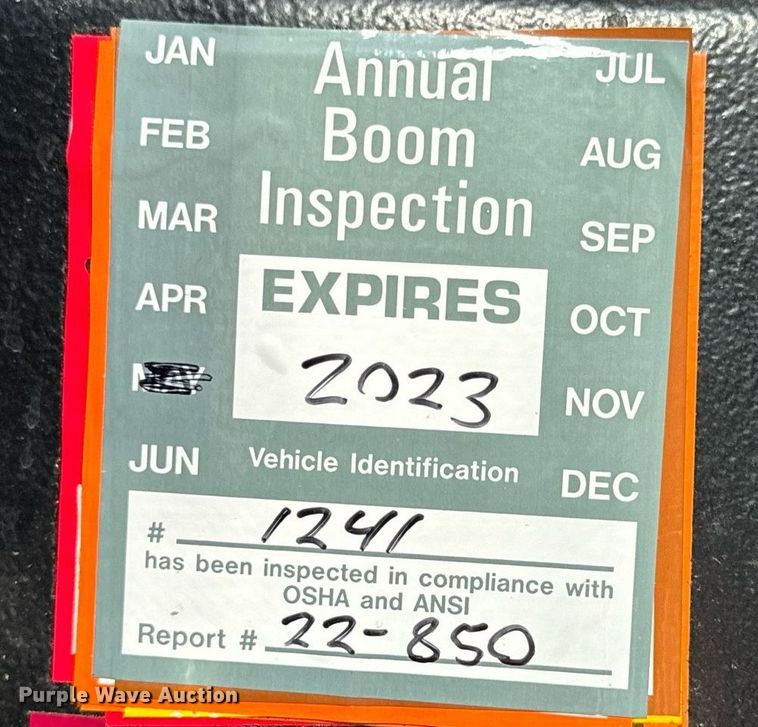 JAN
FEB
MAR
APR
MAY
JUN
Annual
Boom
Inspection
EXPIRES
2023
JUL
AUG
SEP
OCT
NOV
DEC
Vehicle Identification
# 1241
has been inspected in compliance with
OSHA and ANSI
Report # 22-850
Purple Wave Auction